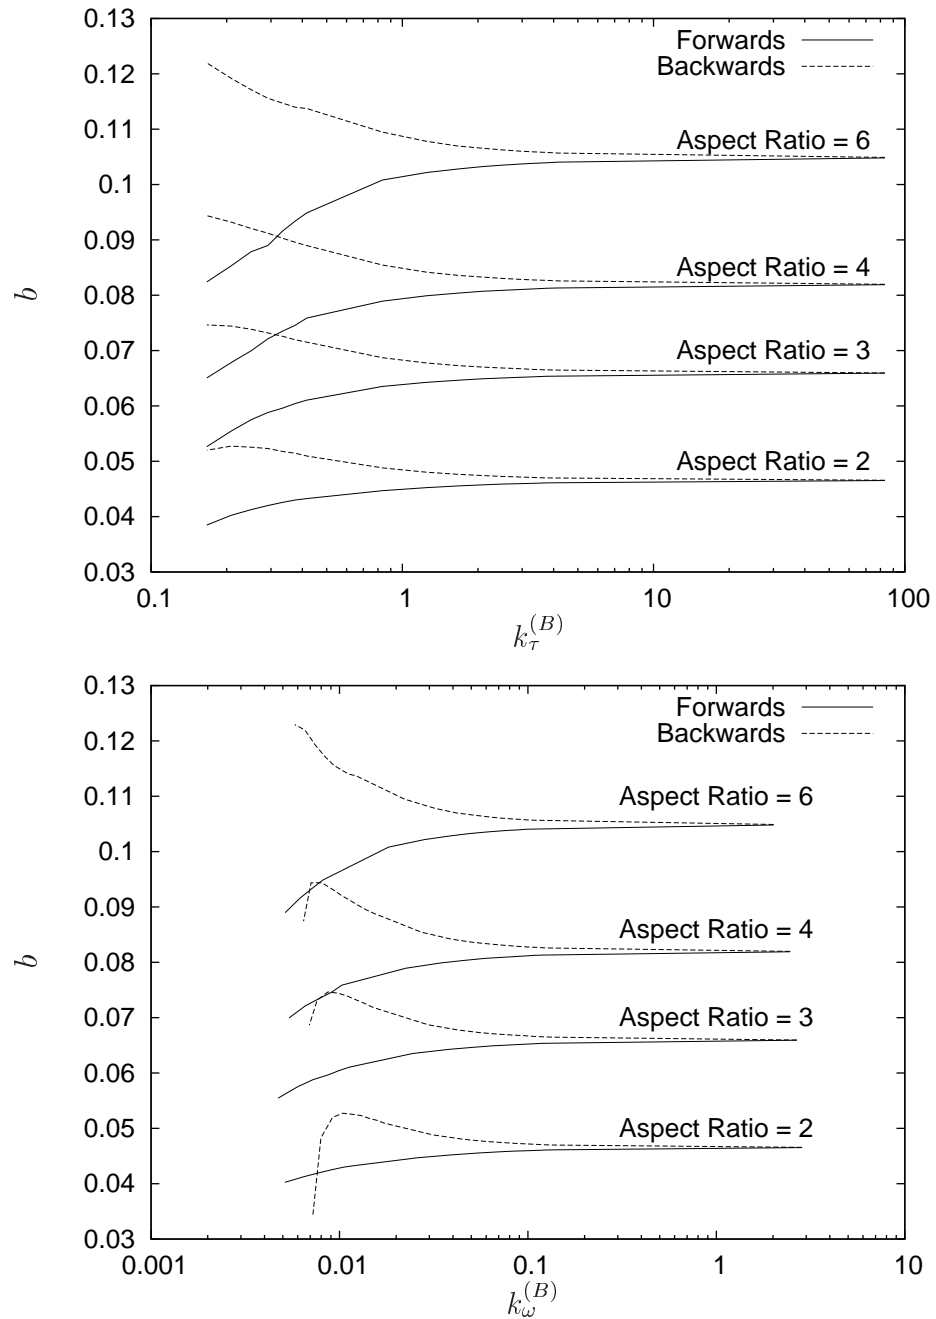 0.13
0.12
0.11
0.1
0.09
0.08
0.07
0.06
0.05
0.04
0.03
b
Forwards
Backwards
Aspect Ratio = 6
Aspect Ratio = 4
Aspect Ratio = 3
Aspect Ratio = 2
0.1 1 10 100
k_τ^(B)
0.13
0.12
0.11
0.1
0.09
0.08
0.07
0.06
0.05
0.04
0.03
b
Forwards
Backwards
Aspect Ratio = 6
Aspect Ratio = 4
Aspect Ratio = 3
Aspect Ratio = 2
0.001 0.01 0.1 1 10
k_ω^(B)